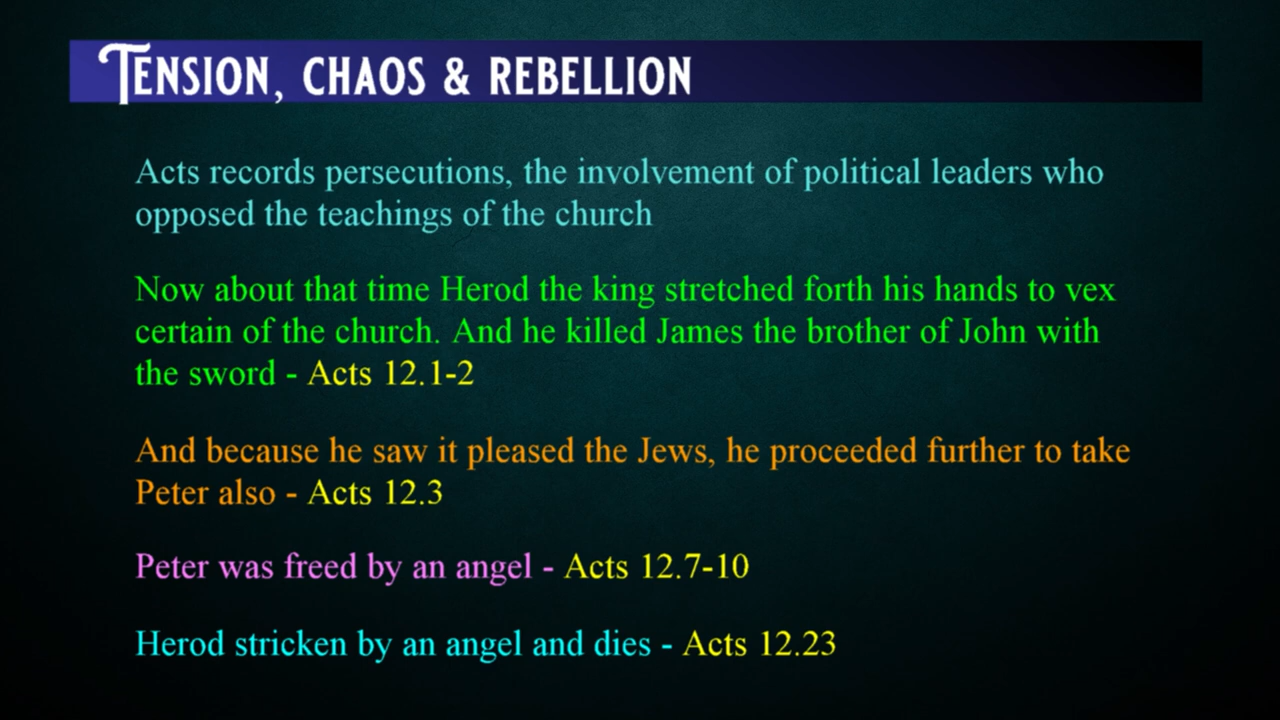 Tension, chaos & rebellion
Acts records persecutions, the involvement of political leaders who
opposed the teachings of the church
Now about that time Herod the king stretched forth his hands to vex
certain of the church. And he killed James the brother of John with
the sword - Acts 12.1-2
And because he saw it pleased the Jews, he proceeded further to take
Peter also - Acts 12.3
Peter was freed by an angel - Acts 12.7-10
Herod stricken by an angel and dies - Acts 12.23